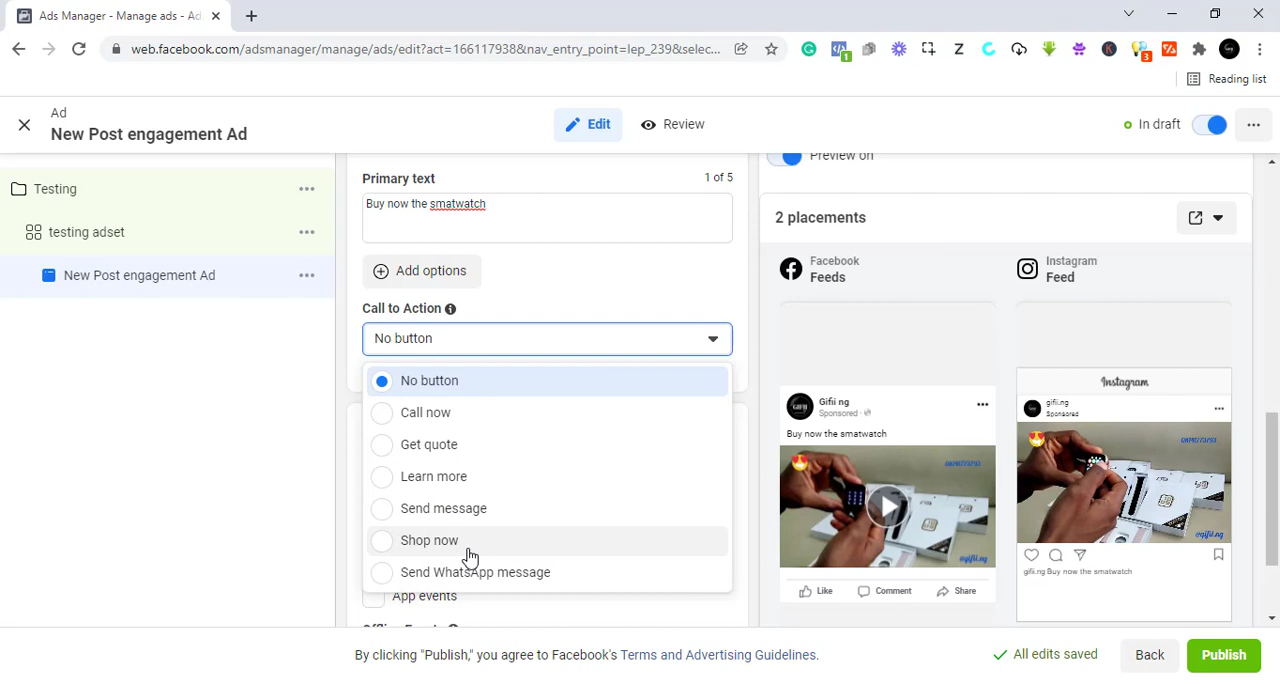 Ads Manager - Manage ads - Ad
web.facebook.com/adsmanager/manage/ads/edit?act=166117938&nav_entry_point=lep_239&selec...
1
3
Reading list
Ad
New Post engagement Ad
Edit
Review
In draft
Testing
testing adset
New Post engagement Ad
Primary text
1 of 5
Buy now the smatwatch
Add options
Call to Action
No button
No button
Call now
Get quote
Learn more
Send message
Shop now
Send WhatsApp message
App events
Preview on
2 placements
Facebook
Feeds
Gifii ng
Sponsored
Buy now the smatwatch
Like
Comment
Share
Instagram
Feed
Instagram
gifii.ng
Sponsored
@gifii.ng
gifii.ng Buy now the smatwatch
By clicking "Publish," you agree to Facebook's Terms and Advertising Guidelines.
All edits saved
Back
Publish